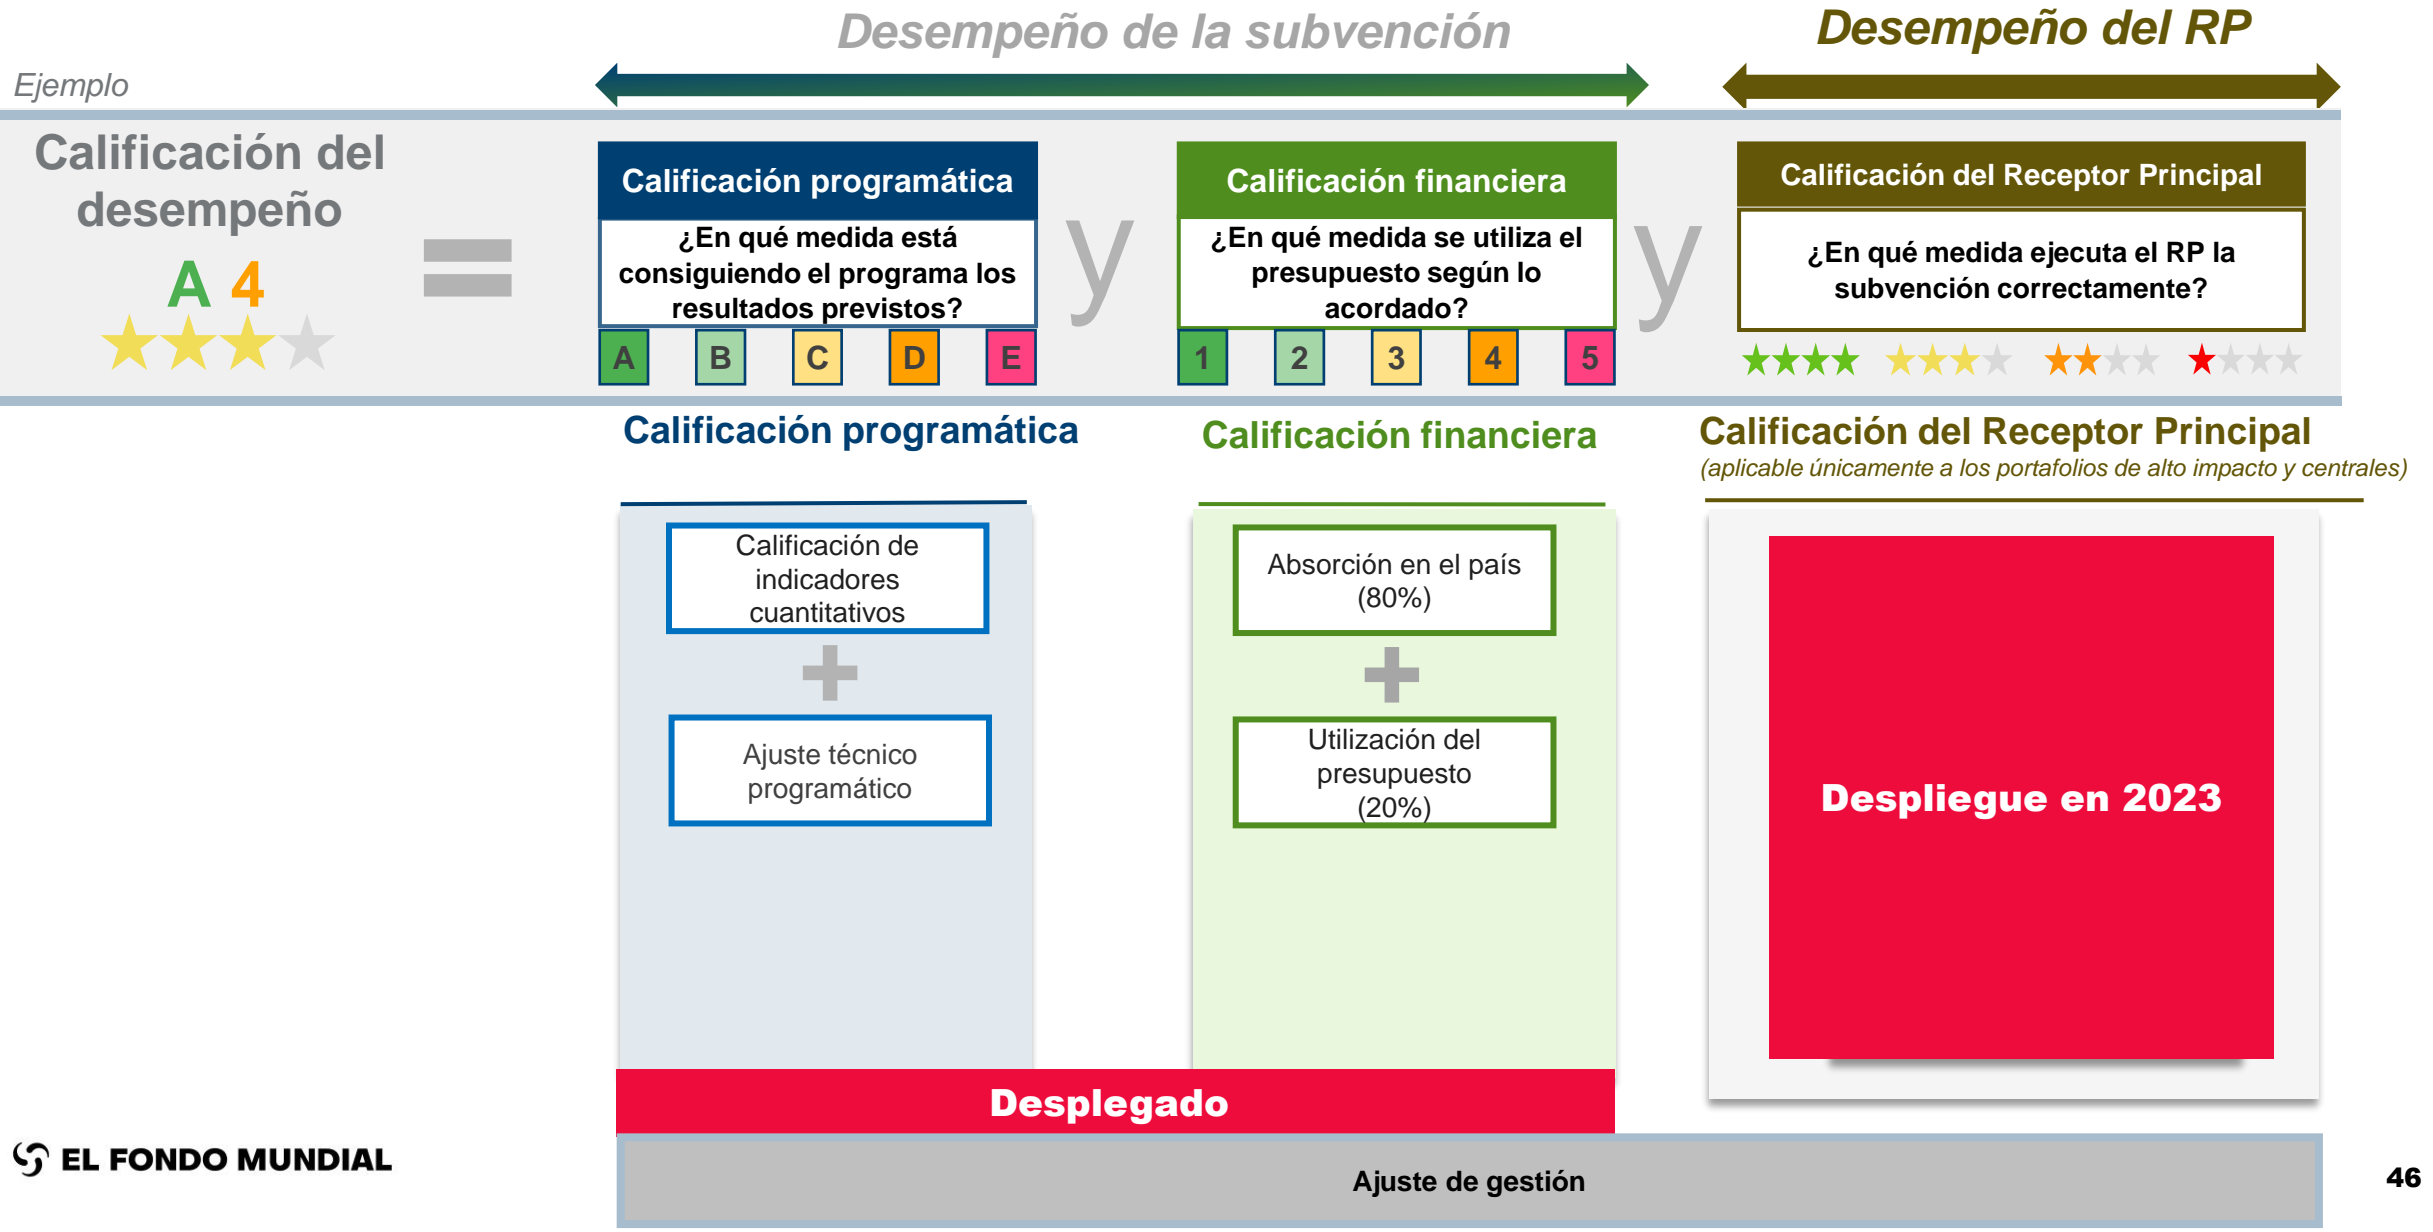 Desempeño de la subvención
Desempeño del RP
Ejemplo
Calificación del
desempeño
A 4
=
Calificación programática
¿En qué medida está
consiguiendo el programa los
resultados previstos?
A B C D E
y
Calificación financiera
¿En qué medida se utiliza el
presupuesto según lo
acordado?
1 2 3 4 5
y
Calificación del Receptor Principal
¿En qué medida ejecuta el RP la
subvención correctamente?
Calificación programática
Calificación financiera
Calificación del Receptor Principal
(aplicable únicamente a los portafolios de alto impacto y centrales)
Calificación de
indicadores
cuantitativos
+
Ajuste técnico
programático
Absorción en el país
(80%)
+
Utilización del
presupuesto
(20%)
Despliegue en 2023
Desplegado
Ajuste de gestión
EL FONDO MUNDIAL
46